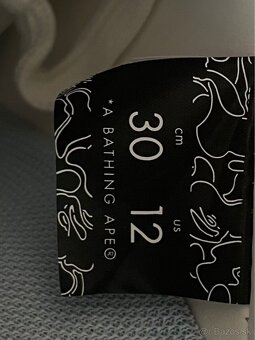 30 cm
12 US
*A BATHING APE®
© Bazos.sk